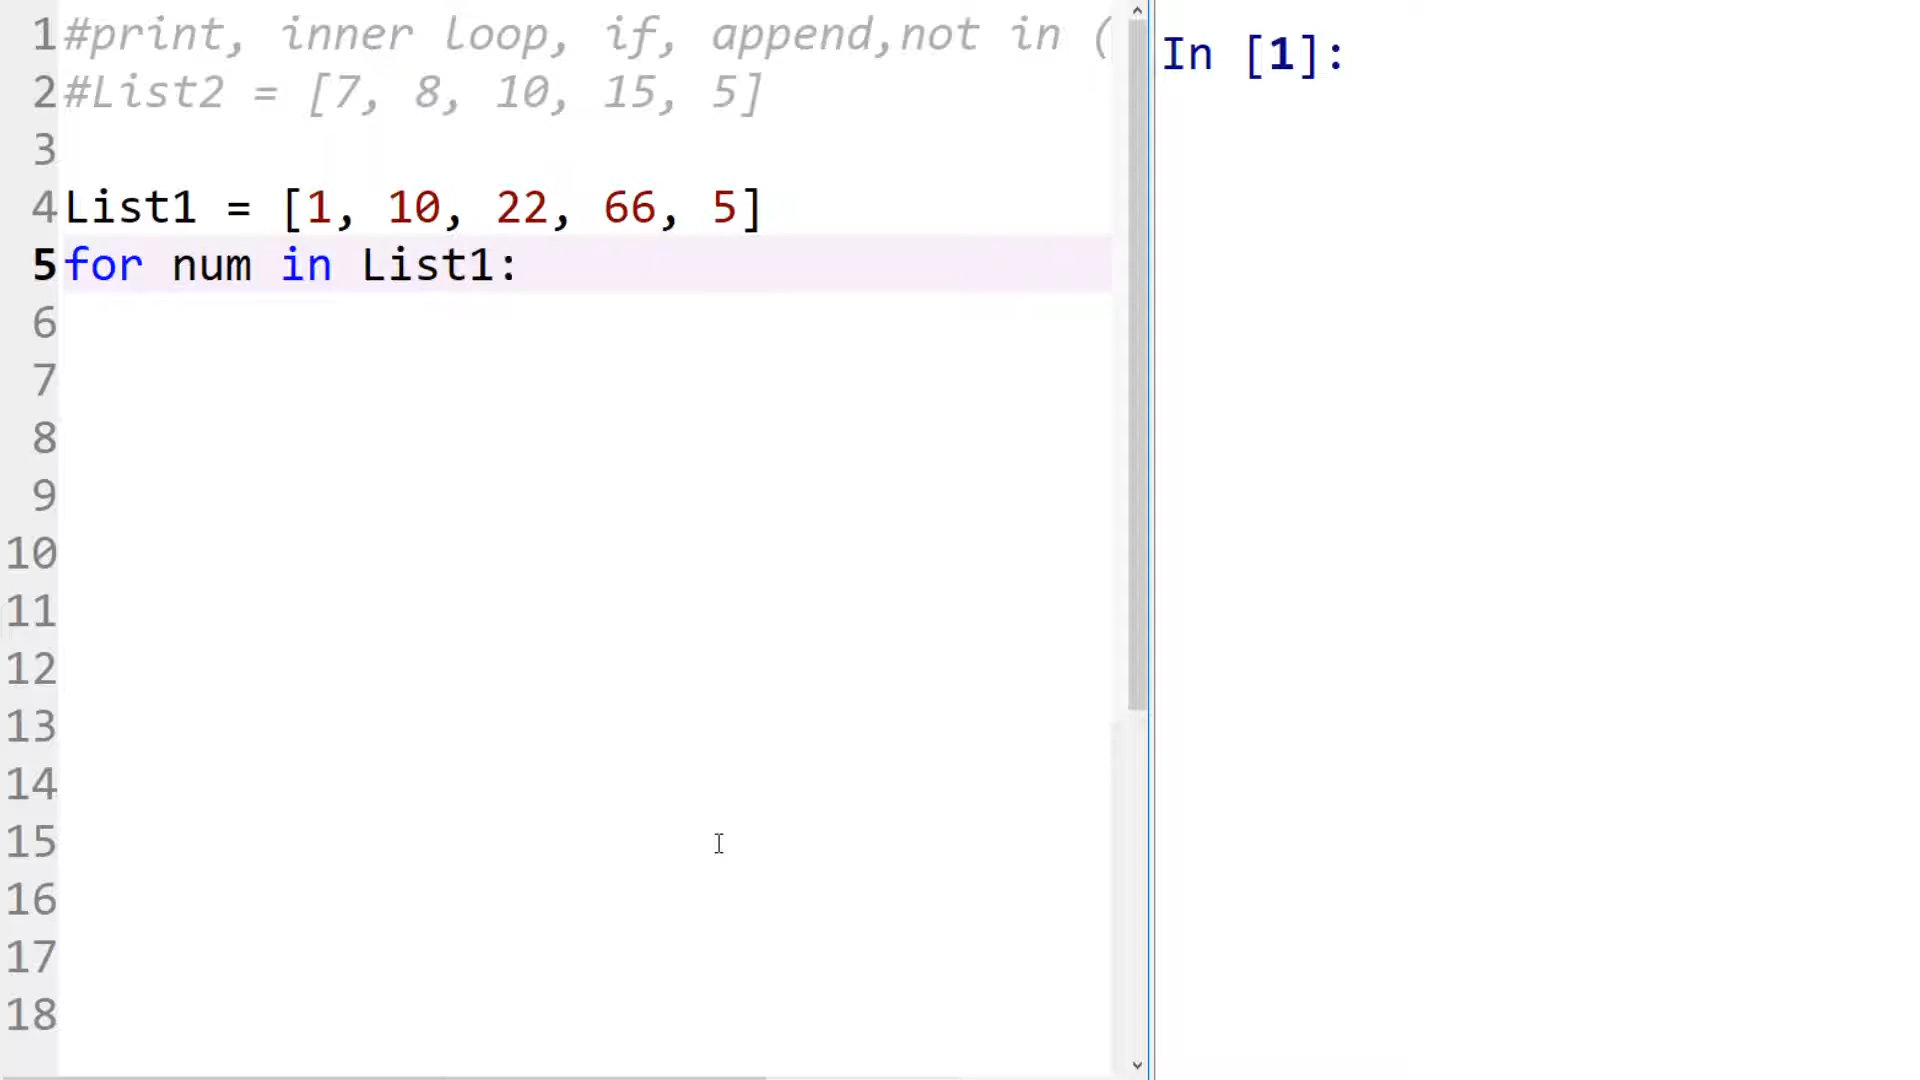 1 #print, inner loop, if, append,not in (
2 #List2 = [7, 8, 10, 15, 5]
3
4 List1 = [1, 10, 22, 66, 5]
5 for num in List1:
6
7
8
9
10
11
12
13
14
15
16
17
18
In [1]: